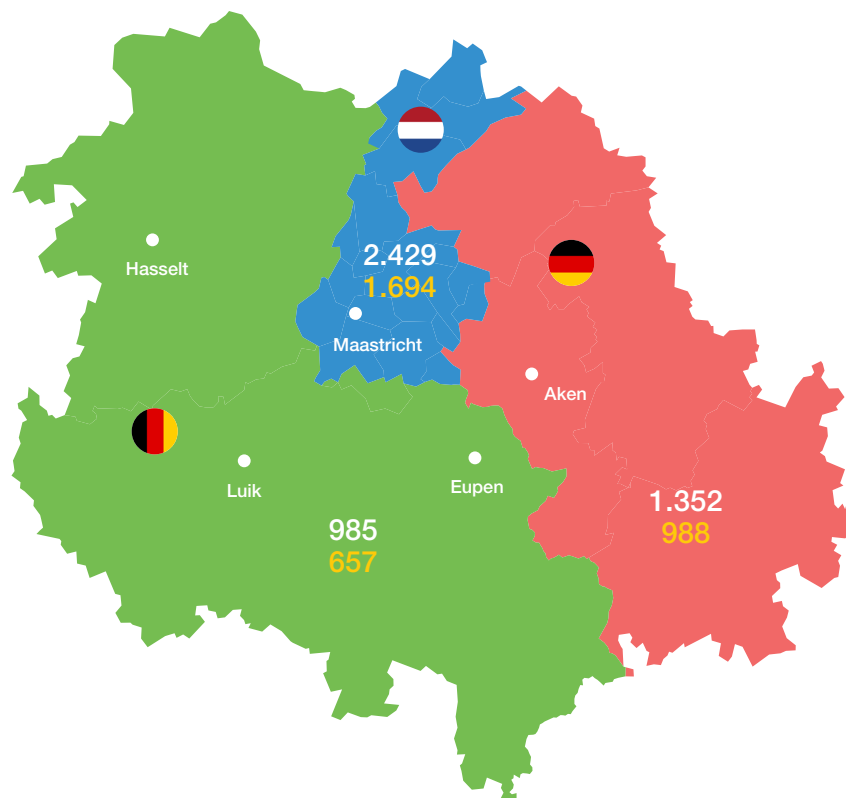 Hasselt
2.429
1.694
Maastricht
Aken
Luik
Eupen
985
657
1.352
988